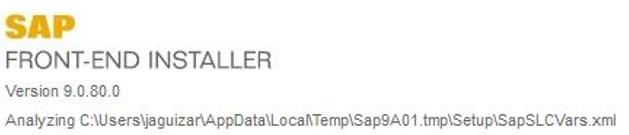 SAP
FRONT-END INSTALLER
Version 9.0.80.0
Analyzing C:\Users\jaguizar\AppData\Local\Temp\Sap9A01.tmp\Setup\SapSLCVars.xml